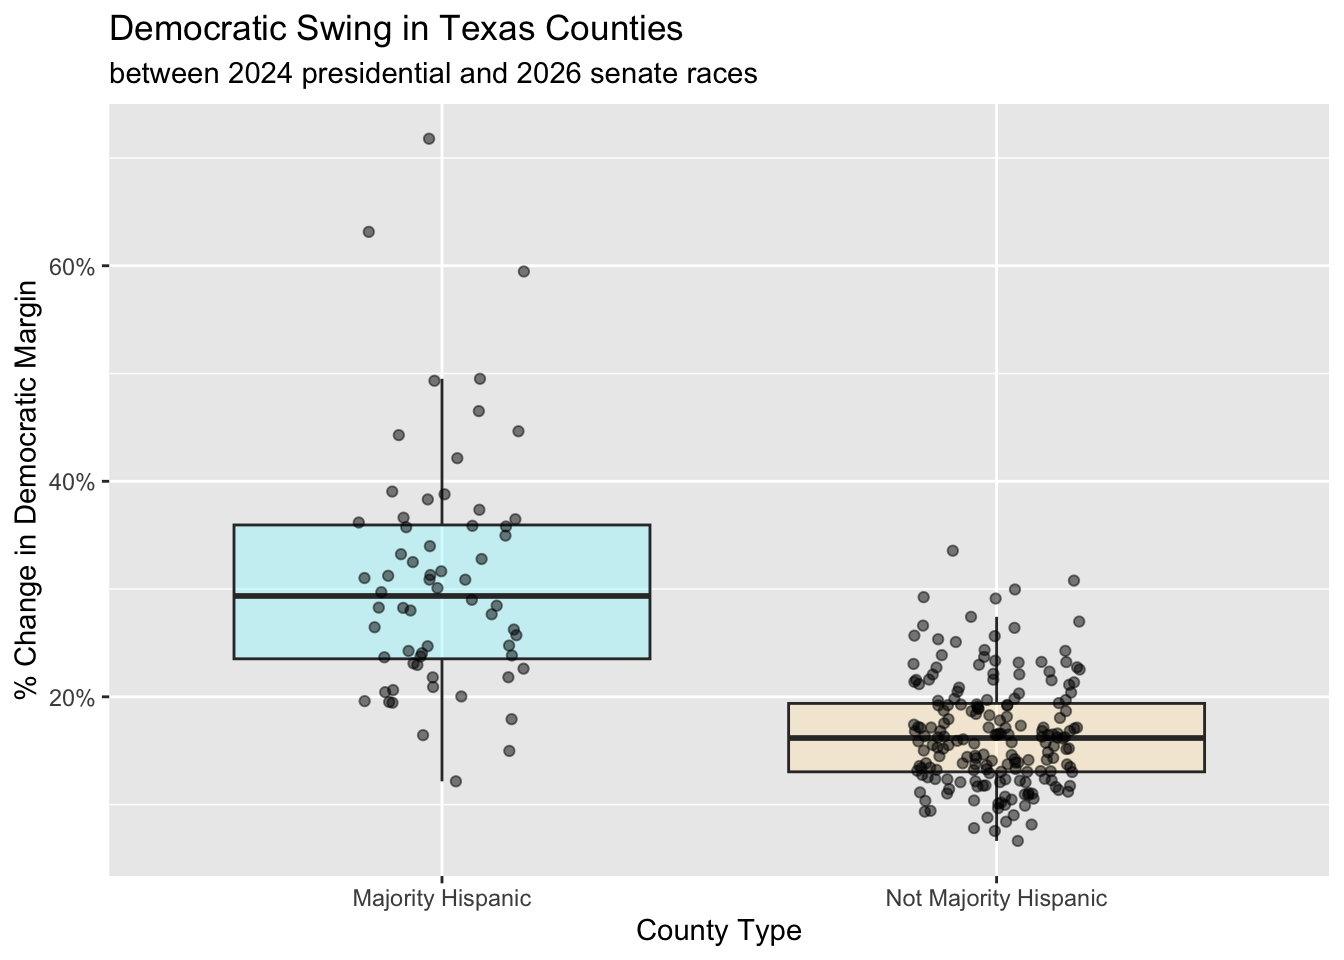 Democratic Swing in Texas Counties
between 2024 presidential and 2026 senate races
% Change in Democratic Margin
60%
40%
20%
Majority Hispanic
Not Majority Hispanic
County Type